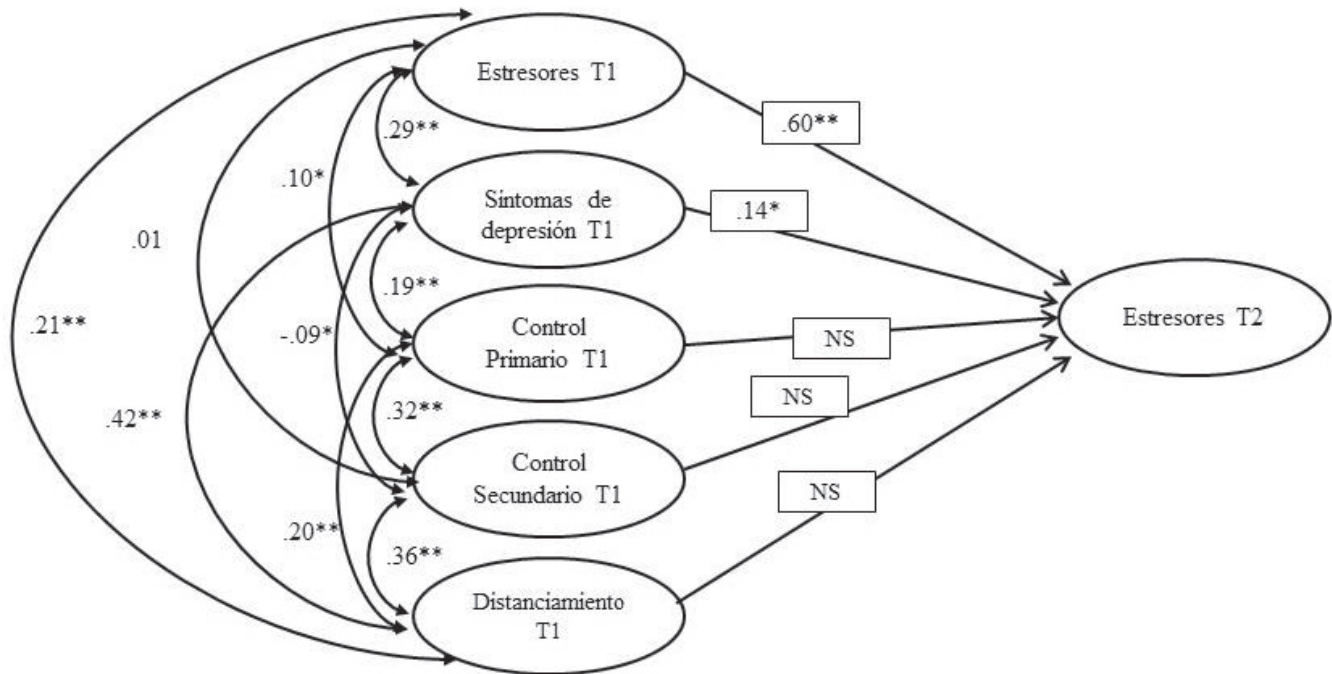 Estresores T1
.60**
.29**
.10*
Síntomas de
depresión T1
.14*
.01
.19**
Control
Primario T1
NS
Estresores T2
.21**
-.09*
NS
.42**
.32**
Control
Secundario T1
NS
.20**
.36**
Distanciamiento
T1